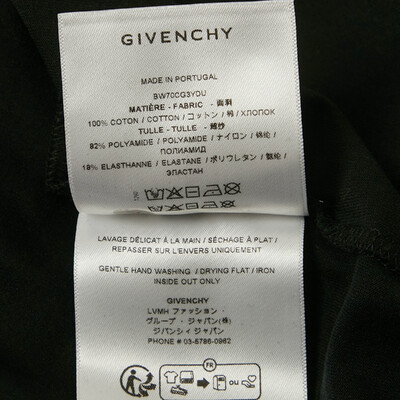 GIVENCHY
MADE IN PORTUGAL
BW70CG3YDU
MATIÈRE - FABRIC - 面料
100% COTON / COTTON / コットン / 棉 / ХЛОПОК
TULLE - TULLE - 薄纱
82% POLYAMIDE / POLYAMIDE / ナイロン / 锦纶 /
ПОЛИАМИД
18% ELASTHANNE / ELASTANE / ポリウレタン / 氨纶 /
ЭЛАСТАН
LAVAGE DÉLICAT À LA MAIN / SÉCHAGE À PLAT /
REPASSER SUR L'ENVERS UNIQUEMENT
GENTLE HAND WASHING / DRYING FLAT / IRON
INSIDE OUT ONLY
GIVENCHY
LVMH ファッション・
グループ・ジャパン(株)
ジバンシィ ジャパン
PHONE # 03-5786-0962
FR
OU